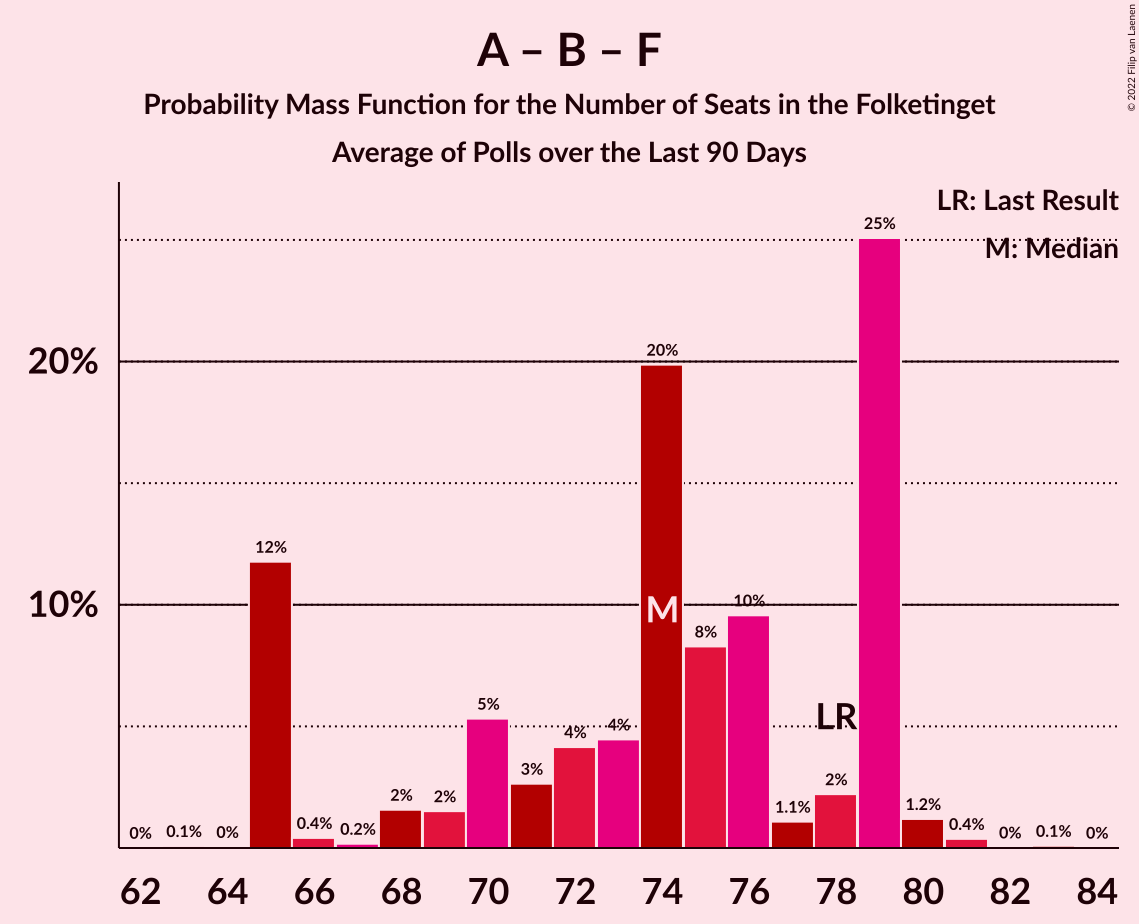 A – B – F
Probability Mass Function for the Number of Seats in the Folketinget
Average of Polls over the Last 90 Days
© 2022 Filip van Laenen
LR: Last Result
M: Median
20%
10%
0%
0.1%
0%
12%
0.4%
0.2%
2%
2%
5%
3%
4%
4%
20%
8%
10%
1.1%
2%
25%
1.2%
0.4%
0%
0.1%
0%
M
LR
62 64 66 68 70 72 74 76 78 80 82 84